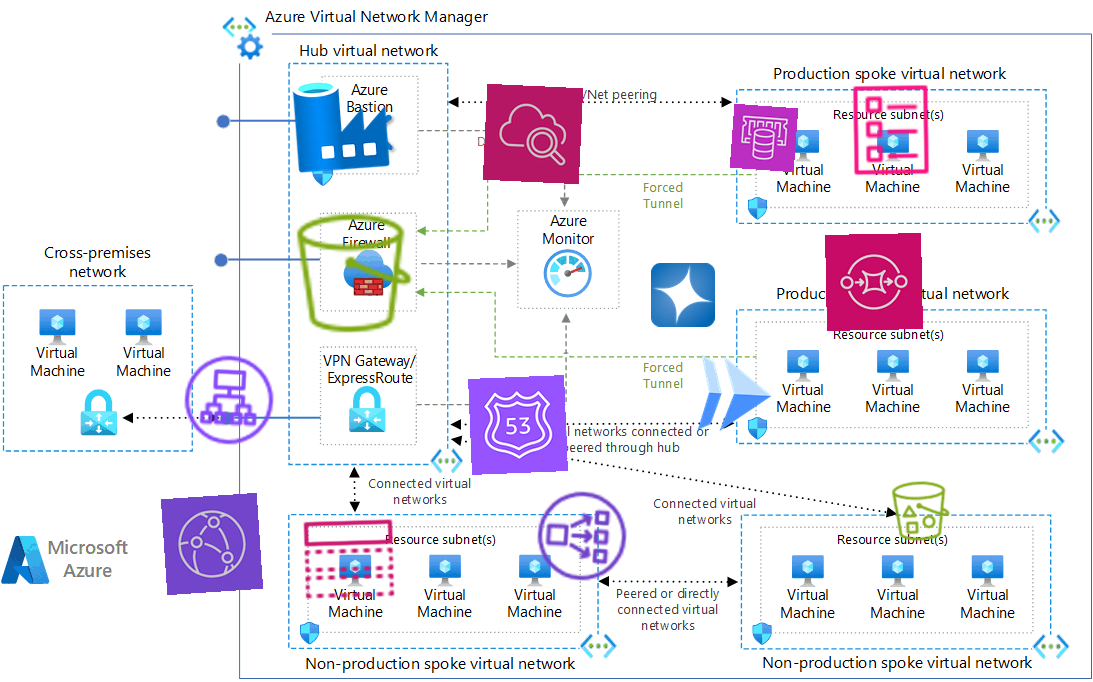 Azure Virtual Network Manager
Hub virtual network
Azure
Bastion
Net peering
Production spoke virtual network
Resource subnet(s)
Virtual
Machine
Virtual
Machine
Virtual
Machine
Forced
Tunnel
Azure
Firewall
Azure
Monitor
Cross-premises
network
Virtual
Machine
Virtual
Machine
virtual network
Resource subnet(s)
Virtual
Machine
Virtual
Machine
Virtual
Machine
Forced
Tunnel
VPN Gateway/
ExpressRoute
53
networks connected or
peered through hub
Connected virtual
networks
Connected virtual
networks
Microsoft
Azure
Resource subnet(s)
Virtual
Machine
Virtual
Machine
Virtual
Machine
Non-production spoke virtual network
Peered or directly
connected virtual
networks
Resource subnet(s)
Virtual
Machine
Virtual
Machine
Virtual
Machine
Non-production spoke virtual network